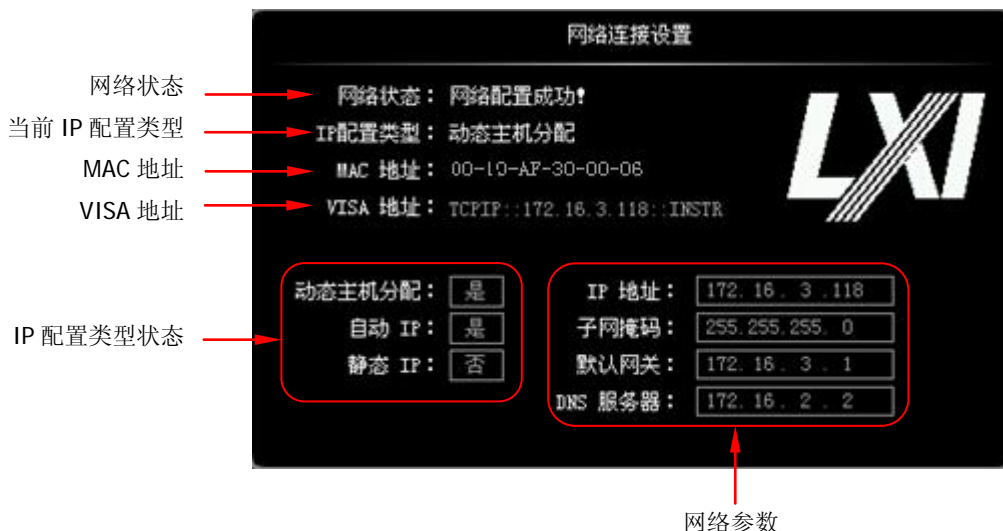 网络连接设置
网络状态
网络状态： 网络配置成功!
当前 IP 配置类型
IP配置类型： 动态主机分配
MAC 地址
MAC 地址： 00-19-AF-30-00-06
VISA 地址
VISA 地址： TCPIP::172.16.3.118::INSTR
LXI
动态主机分配： 是
自动 IP： 是
静态 IP： 否
IP 配置类型状态
IP 地址： 172. 16 . 3 .118
子网掩码： 255.255.255. 0
默认网关： 172. 16 . 3 . 1
DNS 服务器： 172. 16 . 2 . 2
网络参数